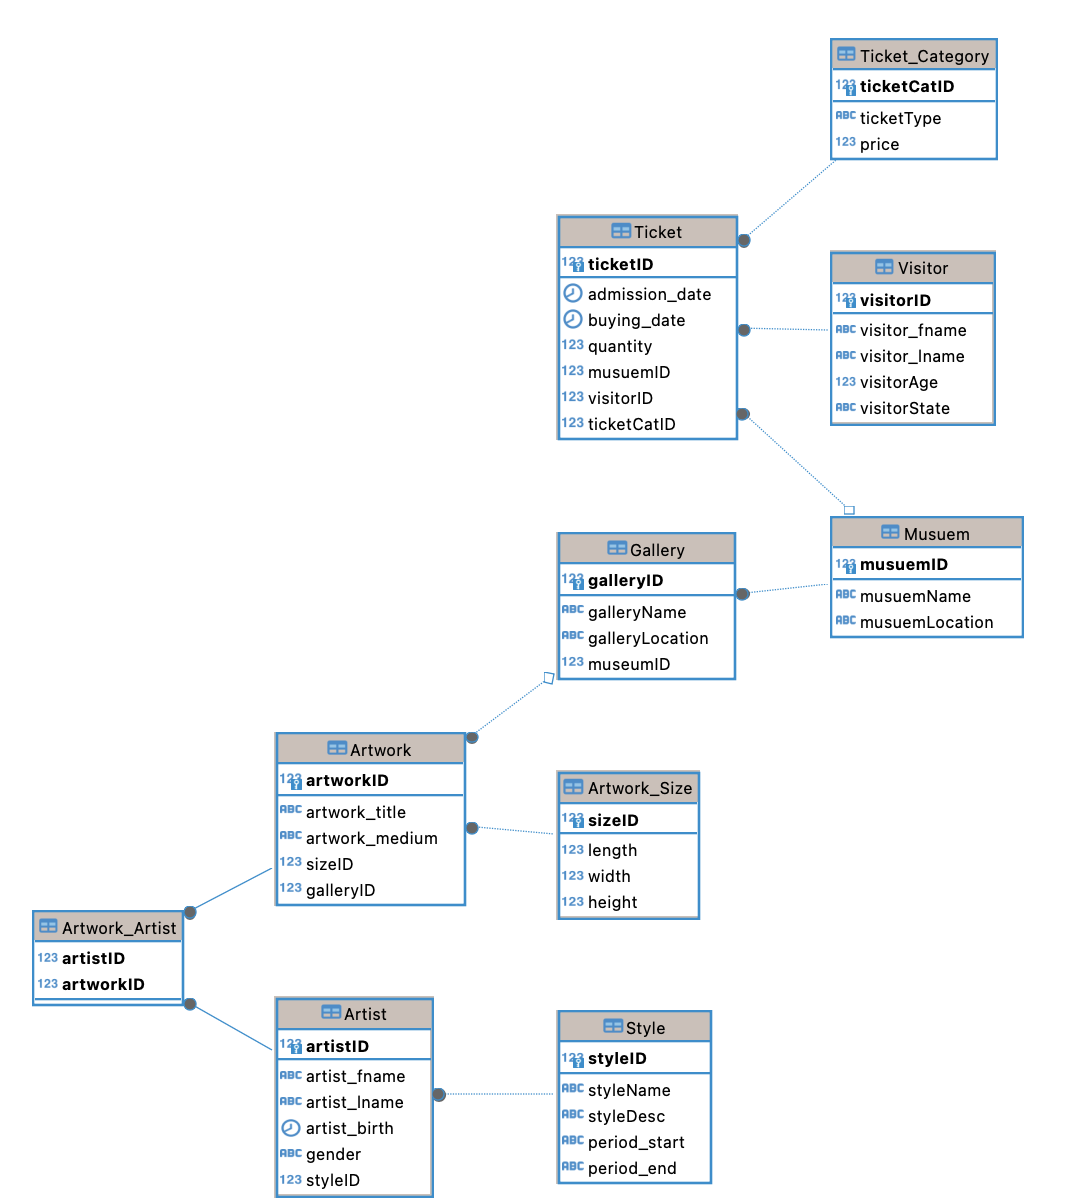 Ticket_Category
123 ticketCatID
ABC ticketType
123 price
Ticket
123 ticketID
admission_date
buying_date
123 quantity
123 musuemID
123 visitorID
123 ticketCatID
Visitor
123 visitorID
ABC visitor_fname
ABC visitor_lname
123 visitorAge
ABC visitorState
Musuem
123 musuemID
ABC musuemName
ABC musuemLocation
Gallery
123 galleryID
ABC galleryName
ABC galleryLocation
123 museumID
Artwork
123 artworkID
ABC artwork_title
ABC artwork_medium
123 sizeID
123 galleryID
Artwork_Size
123 sizeID
123 length
123 width
123 height
Artwork_Artist
123 artistID
123 artworkID
Artist
123 artistID
ABC artist_fname
ABC artist_lname
artist_birth
ABC gender
123 styleID
Style
123 styleID
ABC styleName
ABC styleDesc
ABC period_start
ABC period_end